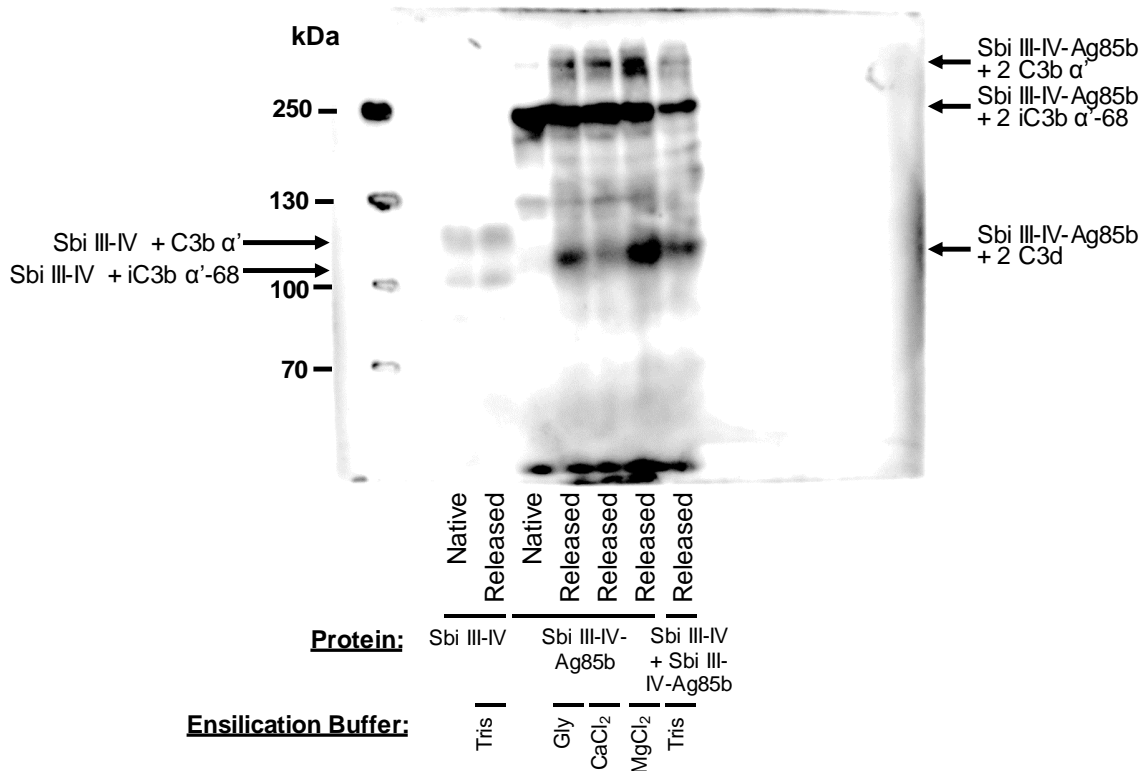 kDa
250
130
100
70
Sbi III-IV + C3b α’
Sbi III-IV + iC3b α’-68
Sbi III-IV-Ag85b
+ 2 C3b α’
Sbi III-IV-Ag85b
+ 2 iC3b α’-68
Sbi III-IV-Ag85b
+ 2 C3d
Native
Released
Native
Released
Released
Released
Released
Protein:
Sbi III-IV
Sbi III-IV-
Ag85b
Sbi III-IV
+ Sbi III-
IV-Ag85b
Ensilication Buffer:
Tris
Gly
CaCl₂
MgCl₂
Tris